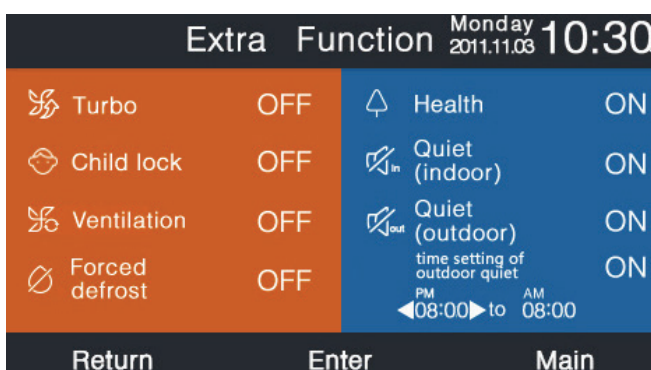 Extra Function Monday 10:30
2011.11.03
Turbo OFF
Child lock OFF
Ventilation OFF
Forced
defrost OFF
Health ON
Quiet
In (indoor) ON
Quiet
out (outdoor) ON
time setting of
outdoor quiet ON
PM AM
08:00 to 08:00
Return Enter Main